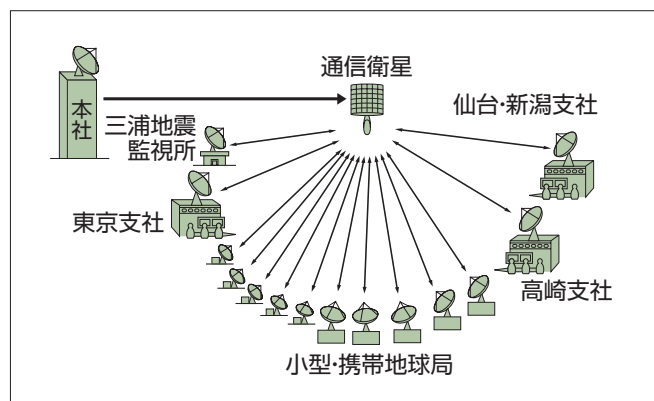 通信衛星
本社
三浦地震
監視所
仙台・新潟支社
東京支社
高崎支社
小型・携帯地球局